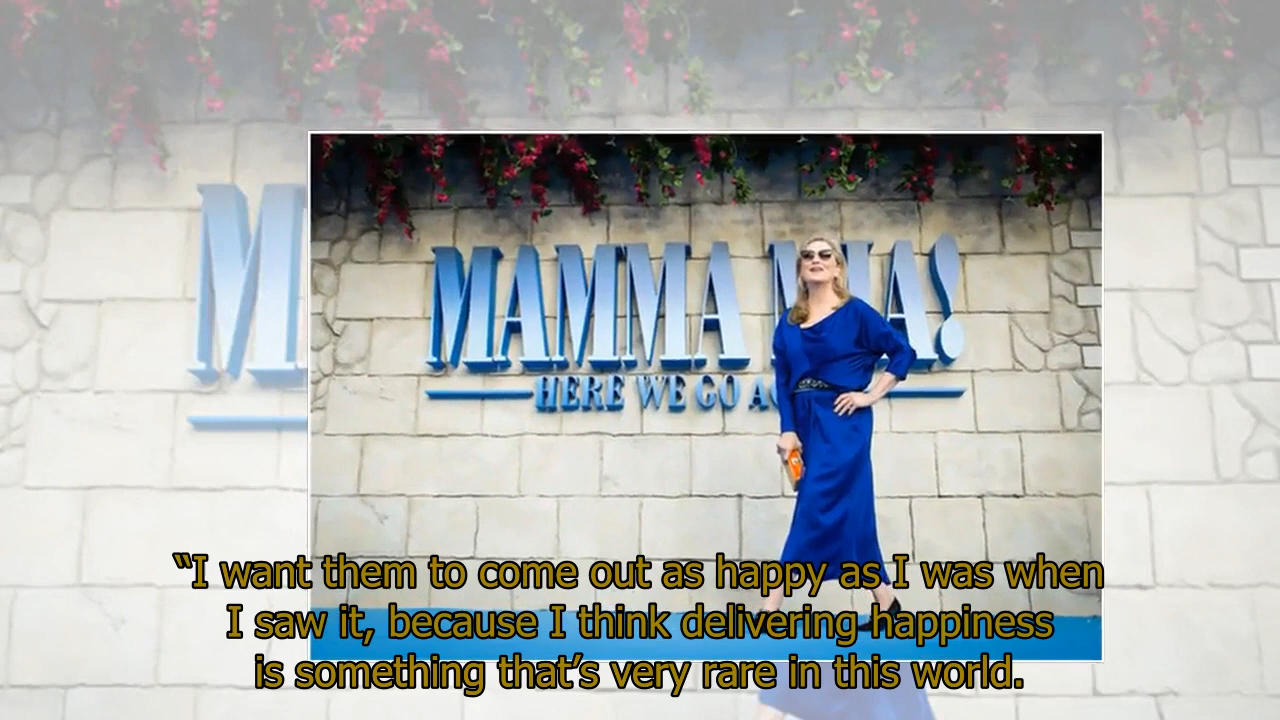 M
MAMMA MIA!
HERE WE GO
“I want them to come out as happy as I was when
I saw it, because I think delivering happiness
is something that’s very rare in this world.